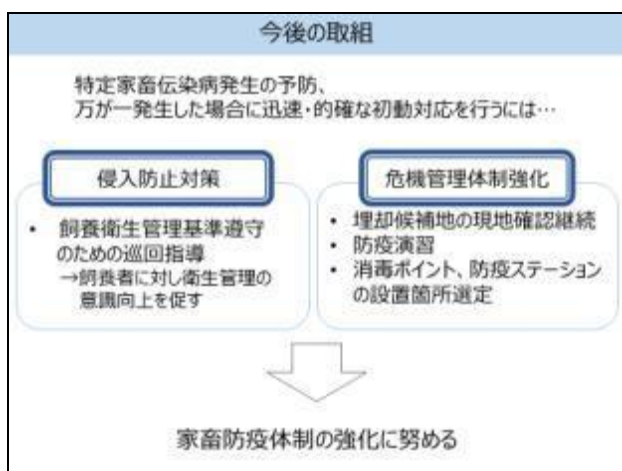 今後の取組
特定家畜伝染病発生の予防、
万が一発生した場合に迅速・的確な初動対応を行うには…
侵入防止対策
• 飼養衛生管理基準遵守
のための巡回指導
→飼養者に対し衛生管理の
意識向上を促す
危機管理体制強化
• 埋却候補地の現地確認継続
• 防疫演習
• 消毒ポイント、防疫ステーション
の設置箇所選定
家畜防疫体制の強化に努める